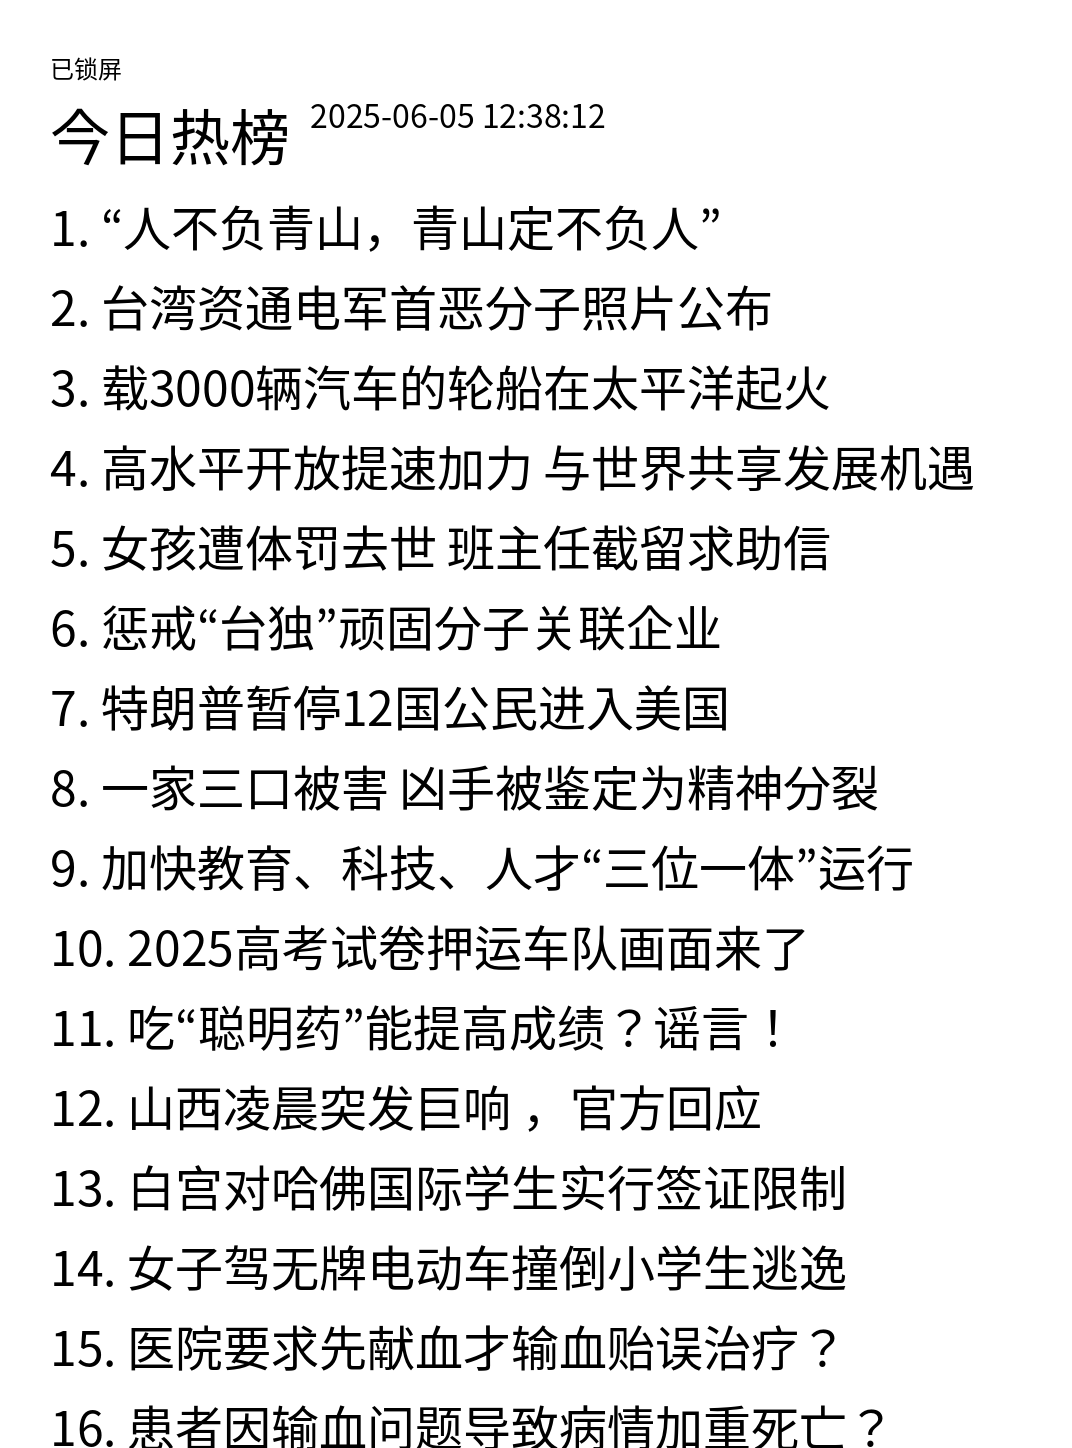 已锁屏
今日热榜 2025-06-05 12:38:12
1. “人不负青山，青山定不负人”
2. 台湾资通电军首恶分子照片公布
3. 载3000辆汽车的轮船在太平洋起火
4. 高水平开放提速加力 与世界共享发展机遇
5. 女孩遭体罚去世 班主任截留求助信
6. 惩戒“台独”顽固分子关联企业
7. 特朗普暂停12国公民进入美国
8. 一家三口被害 凶手被鉴定为精神分裂
9. 加快教育、科技、人才“三位一体”运行
10. 2025高考试卷押运车队画面来了
11. 吃“聪明药”能提高成绩？谣言！
12. 山西凌晨突发巨响 ，官方回应
13. 白宫对哈佛国际学生实行签证限制
14. 女子驾无牌电动车撞倒小学生逃逸
15. 医院要求先献血才输血贻误治疗？
16. 患者因输血问题导致病情加重死亡？